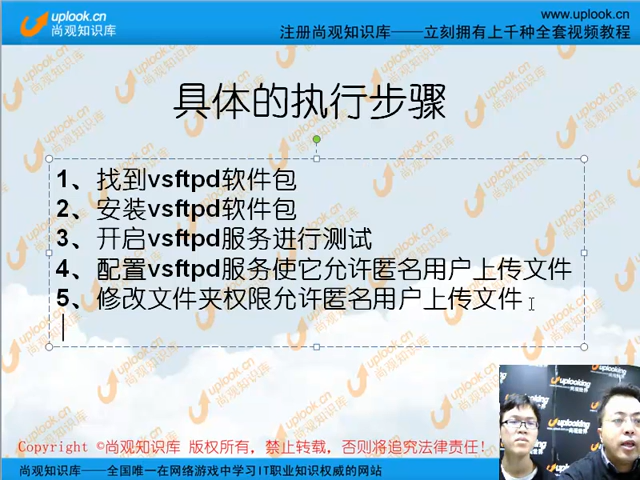 uplook.cn
尚观知识库
www.uplook.cn
注册尚观知识库——立刻拥有上千种全套视频教程
具体的执行步骤
1、找到vsftpd软件包
2、安装vsftpd软件包
3、开启vsftpd服务进行测试
4、配置vsftpd服务使它允许匿名用户上传文件
5、修改文件夹权限允许匿名用户上传文件
Copyright ©尚观知识库 版权所有，禁止转载，否则将追究法律责任！
尚观知识库——全国唯一在网络游戏中学习IT职业知识权威的网站